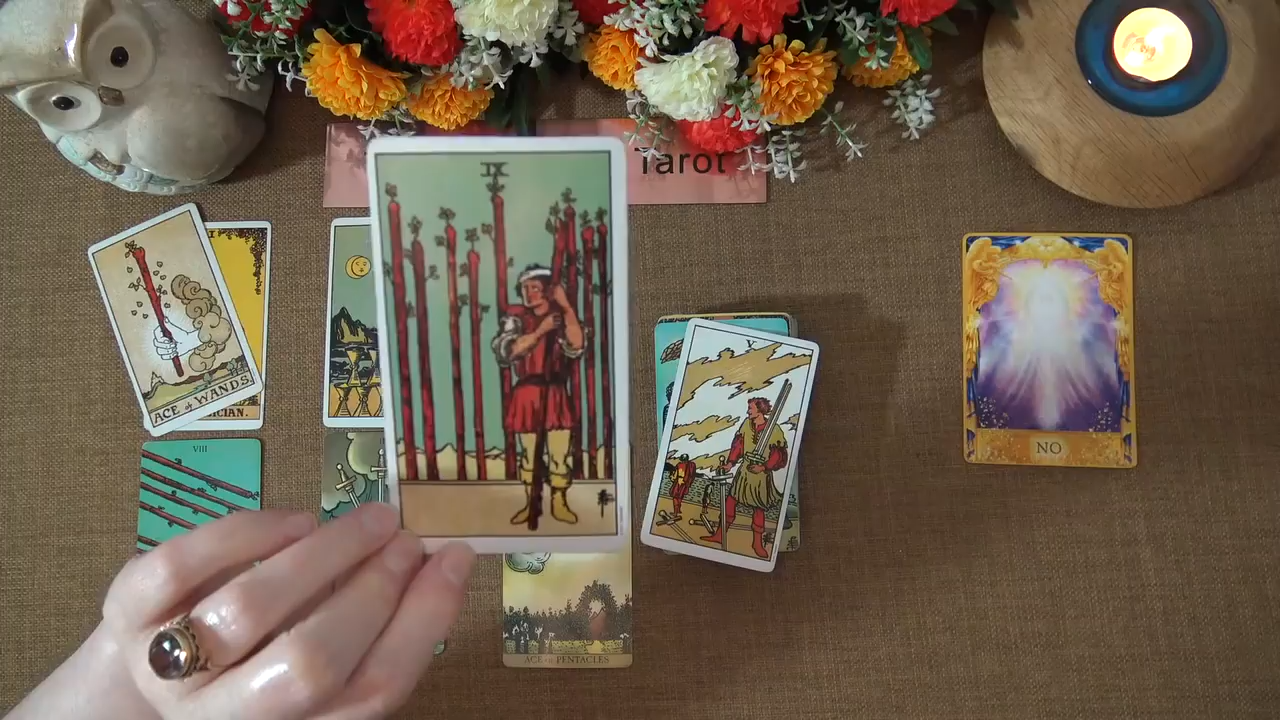 Tarot
IX
ACE of WANDS.
ICIAN.
VIII
V
NO
ACE of PENTACLES